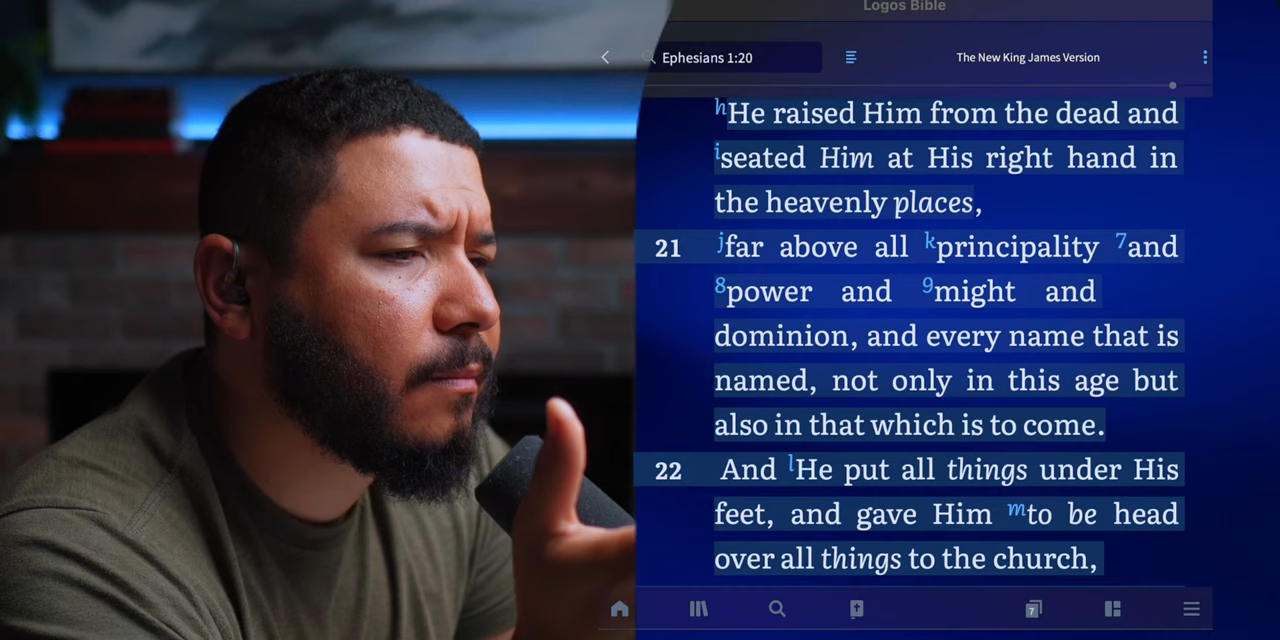 Logos Bible
Ephesians 1:20
The New King James Version
hHe raised Him from the dead and
iseated Him at His right hand in
the heavenly places,
21 jfar above all kprincipality 7and
8power and 9might and
dominion, and every name that is
named, not only in this age but
also in that which is to come.
22 And lHe put all things under His
feet, and gave Him mto be head
over all things to the church,
7